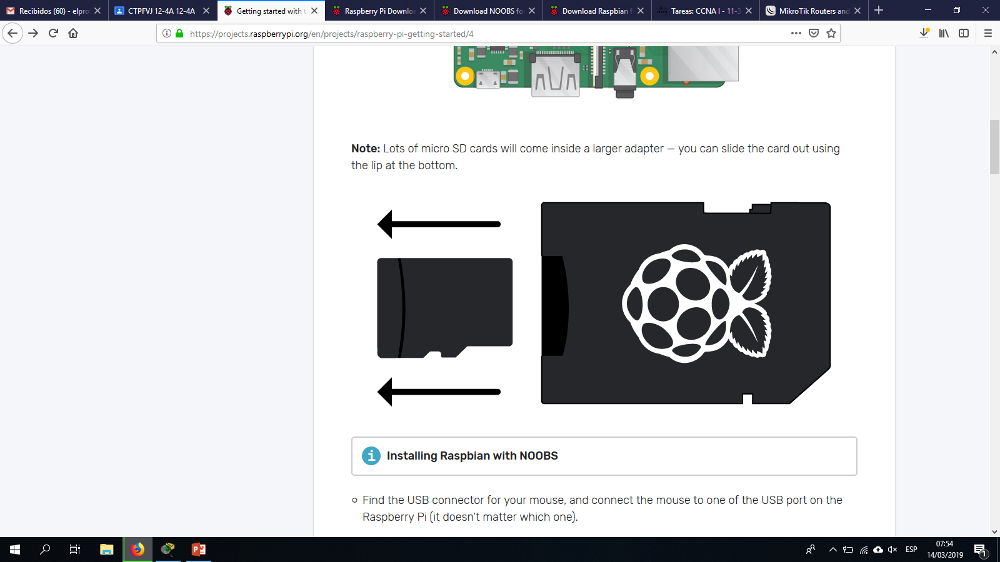 Recibidos (60) - elpro
CTPFVJ 12-4A 12-4A
Getting started with t
Raspberry Pi Downloa
Download NOOBS fo
Download Raspbian f
Tareas: CCNA I - 11-3
MikroTik Routers and
https://projects.raspberrypi.org/en/projects/raspberry-pi-getting-started/4
Note: Lots of micro SD cards will come inside a larger adapter — you can slide the card out using
the lip at the bottom.
Installing Raspbian with NOOBS
Find the USB connector for your mouse, and connect the mouse to one of the USB port on the
Raspberry Pi (it doesn't matter which one).
ESP
07:54
14/03/2019
1